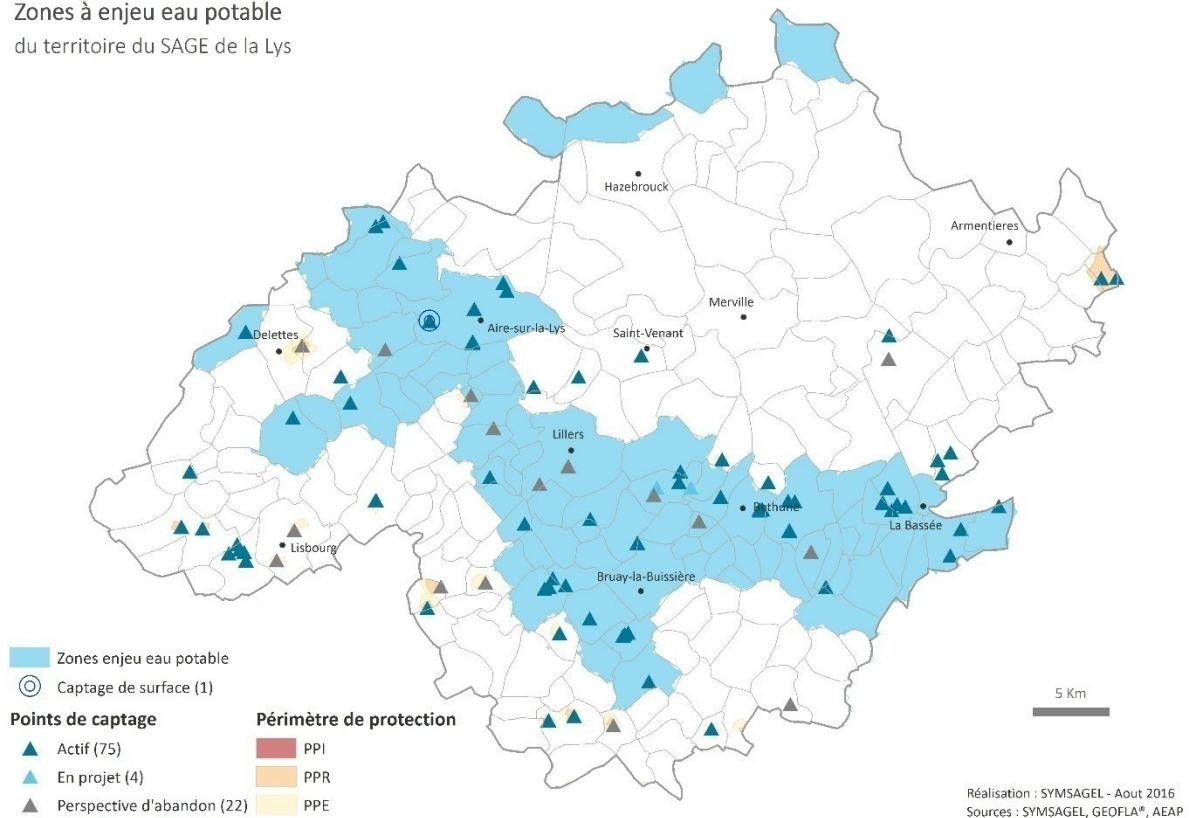 Zones à enjeu eau potable
du territoire du SAGE de la Lys
Hazebrouck
Armentieres
Merville
Aire-sur-la-Lys
Saint-Venant
Delettes
Lillers
Bethune
La Bassée
Lisbourg
Bruay-la-Buissière
Zones enjeu eau potable
Captage de surface (1)
Points de captage
Actif (75)
En projet (4)
Perspective d'abandon (22)
Périmètre de protection
PPI
PPR
PPE
5 Km
Réalisation : SYMSAGEL - Aout 2016
Sources : SYMSAGEL, GEOFLA®, AEAP